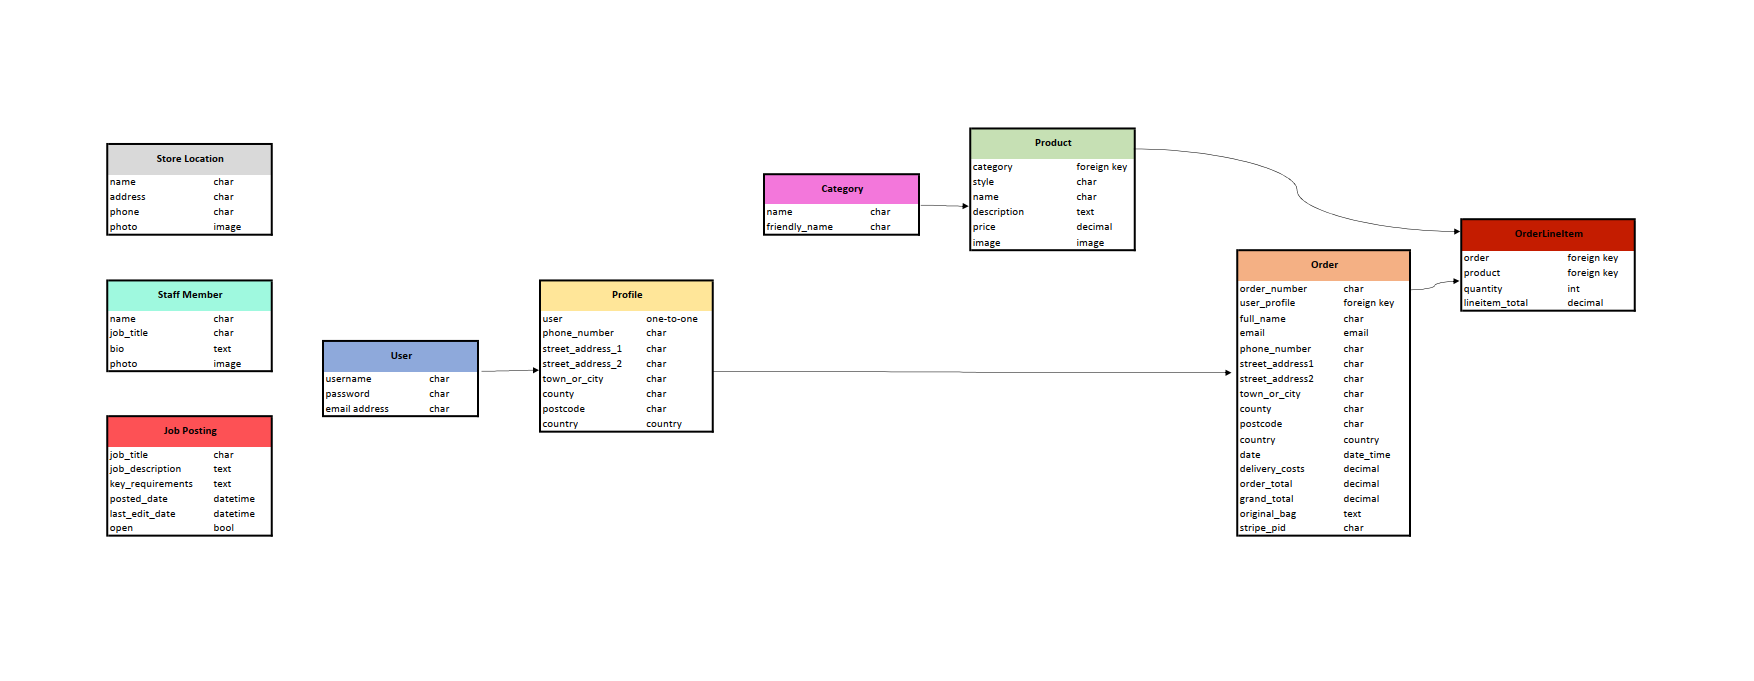 Store Location
name char
address char
phone char
photo image
Staff Member
name char
job_title char
bio text
photo image
Job Posting
job_title char
job_description text
key_requirements text
posted_date datetime
last_edit_date datetime
open bool
User
username char
password char
email address char
Profile
user one-to-one
phone_number char
street_address_1 char
street_address_2 char
town_or_city char
county char
postcode char
country country
Category
name char
friendly_name char
Product
category foreign key
style char
name char
description text
price decimal
image image
Order
order_number char
user_profile foreign key
full_name char
email email
phone_number char
street_address1 char
street_address2 char
town_or_city char
county char
postcode char
country country
date date_time
delivery_costs decimal
order_total decimal
grand_total decimal
original_bag text
stripe_pid char
OrderLineItem
order foreign key
product foreign key
quantity int
lineitem_total decimal